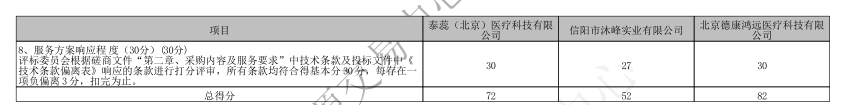 项目
泰蕊（北京）医疗科技有限公司
信阳市沐峰实业有限公司
北京德康鸿远医疗科技有限公司
8、服务方案响应程度（30分）(30分)
评标委员会根据磋商文件“第二章、采购内容及服务要求”中技术条款及投标文件中《
技术条款偏离表》响应的条款进行打分评审，所有条款均符合得基本分30分，每存在一
项负偏离3分，扣完为止。
30
27
30
总得分
72
52
82
交易中心